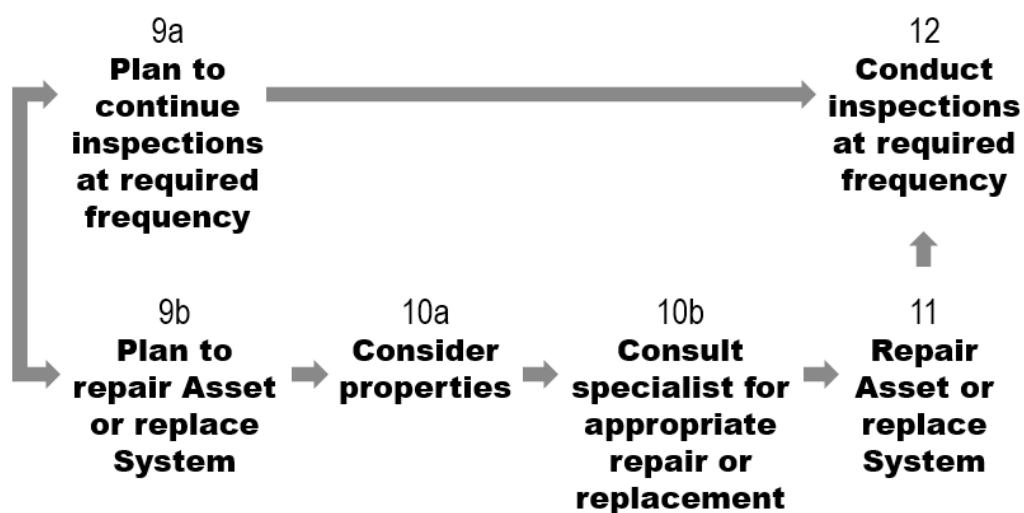 9a
Plan to
continue
inspections
at required
frequency
12
Conduct
inspections
at required
frequency
9b
Plan to
repair Asset
or replace
System
10a
Consider
properties
10b
Consult
specialist for
appropriate
repair or
replacement
11
Repair
Asset or
replace
System